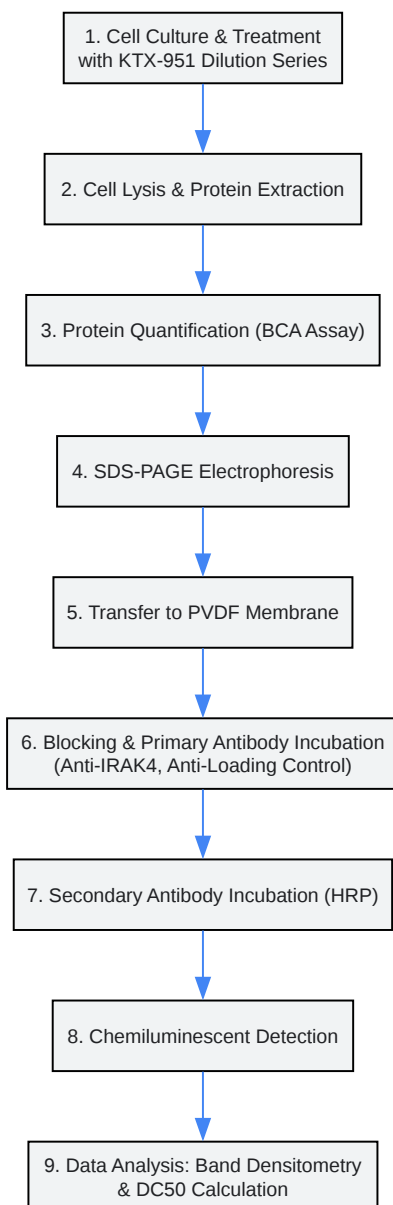 1. Cell Culture & Treatment
with KTX-951 Dilution Series
2. Cell Lysis & Protein Extraction
3. Protein Quantification (BCA Assay)
4. SDS-PAGE Electrophoresis
5. Transfer to PVDF Membrane
6. Blocking & Primary Antibody Incubation
(Anti-IRAK4, Anti-Loading Control)
7. Secondary Antibody Incubation (HRP)
8. Chemiluminescent Detection
9. Data Analysis: Band Densitometry
& DC50 Calculation